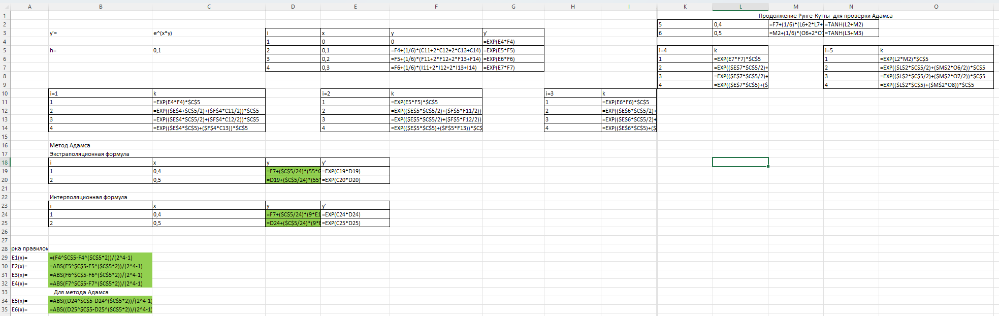 A B C D E F G H I K L M N O
1 Продолжение Рунге-Кутты для проверки Адамса
2 5 0,4 =F7+(1/6)*(L6+2*L7+ =TANH(L2+M2)
3 y'= e^(x*y) i x y y' 6 0,5 =M2+(1/6)*(O6+2*O7 =TANH(L3+M3)
4 1 0 0 =EXP(E4*F4)
5 h= 0,1 2 0,1 =F4+(1/6)*(C11+2*C12+2*C13+C14) =EXP(E5*F5) i=4 k i=5 k
6 3 0,2 =F5+(1/6)*(F11+2*F12+2*F13+F14) =EXP(E6*F6) 1 =EXP(E7*F7)*$C$5 1 =EXP(L2*M2)*$C$5
7 4 0,3 =F6+(1/6)*(I11+2*I12+2*I13+I14) =EXP(E7*F7) 2 =EXP(($E$7*$C$5/2)+ 2 =EXP(($L$2*$C$5/2)+($M$2*O6/2))*$C$5
8 3 =EXP(($E$7*$C$5/2)+ 3 =EXP(($L$2*$C$5/2)+($M$2*O7/2))*$C$5
9 4 =EXP(($E$7*$C$5)+($ 4 =EXP(($L$2*$C$5)+($M$2*O8))*$C$5
10 i=1 k i=2 k i=3 k
11 1 =EXP(E4*F4)*$C$5 1 =EXP(E5*F5)*$C$5 1 =EXP(E6*F6)*$C$5
12 2 =EXP(($E$4+$C$5/2)+($F$4*C11/2))*$C$5 2 =EXP(($E$5*$C$5/2)+($F$5*F11/2)) 2 =EXP(($E$6*$C$5/2)+
13 3 =EXP(($E$4*$C$5/2)+($F$4*C12/2))*$C$5 3 =EXP(($E$5*$C$5/2)+($F$5*F12/2)) 3 =EXP(($E$6*$C$5/2)+
14 4 =EXP(($E$4*$C$5)+($F$4*C13))*$C$5 4 =EXP(($E$5*$C$5)+($F$5*F13))*$C$ 4 =EXP(($E$6*$C$5)+($
15
16 Метод Адамса
17 Экстраполяционная формула
18 i x y y'
19 1 0,4 =F7+($C$5/24)*(55*G =EXP(C19*D19)
20 2 0,5 =D19+($C$5/24)*(55* =EXP(C20*D20)
21
22 Интерполяционная формула
23 i x y y'
24 1 0,4 =F7+($C$5/24)*(9*E1 =EXP(C24*D24)
25 2 0,5 =D24+($C$5/24)*(9*E =EXP(C25*D25)
26
27
28 рка правилом
29 E1(x)= =(F4^$C$5-F4^($C$5*2))/(2^4-1)
30 E2(x)= =ABS(F5^$C$5-F5^($C$5*2))/(2^4-1)
31 E3(x)= =ABS(F6^$C$5-F6^($C$5*2))/(2^4-1)
32 E4(x)= =ABS(F7^$C$5-F7^($C$5*2))/(2^4-1)
33 Для метода Адамса
34 E5(x)= =ABS((D24^$C$5-D24^($C$5*2))/(2^4-1)
35 E6(x)= =ABS((D25^$C$5-D25^($C$5*2))/(2^4-1)